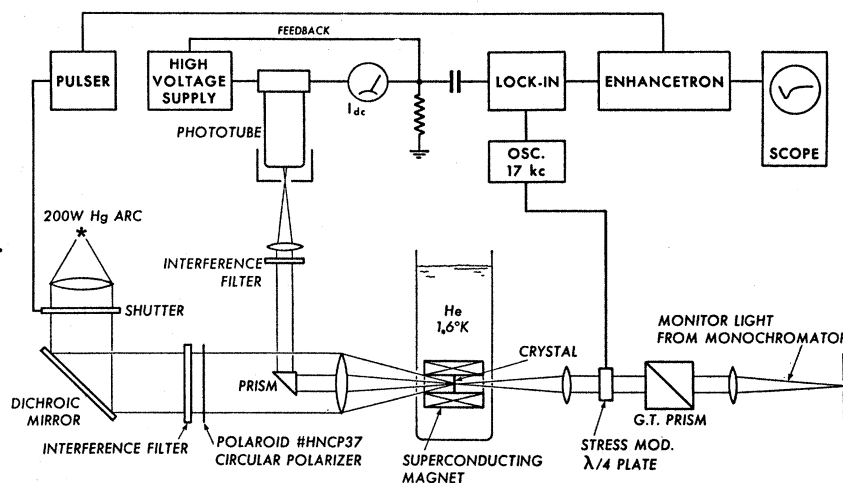 FEEDBACK
PULSER
HIGH
VOLTAGE
SUPPLY
I dc
LOCK-IN
ENHANCETRON
SCOPE
PHOTOTUBE
OSC.
17 kc
200W Hg ARC
*
INTERFERENCE
FILTER
SHUTTER
He
1.6°K
CRYSTAL
MONITOR LIGHT
FROM MONOCHROMATOR
PRISM
DICHROIC
MIRROR
G.T. PRISM
INTERFERENCE FILTER
POLAROID #HNCP37
CIRCULAR POLARIZER
SUPERCONDUCTING
MAGNET
STRESS MOD.
λ/4 PLATE